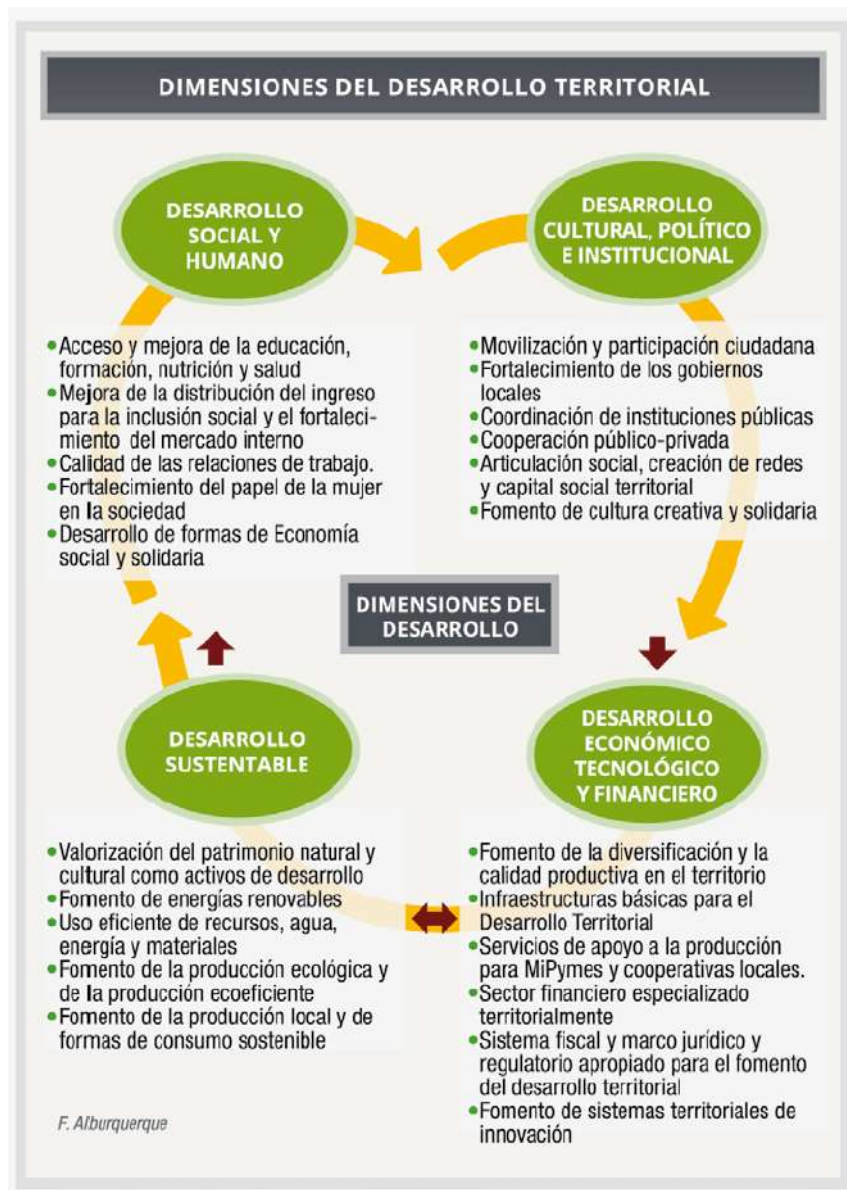 DIMENSIONES DEL DESARROLLO TERRITORIAL
DESARROLLO
SOCIAL Y
HUMANO
•Acceso y mejora de la educación,
formación, nutrición y salud
•Mejora de la distribución del ingreso
para la inclusión social y el fortaleci-
miento del mercado interno
•Calidad de las relaciones de trabajo.
•Fortalecimiento del papel de la mujer
en la sociedad
•Desarrollo de formas de Economía
social y solidaria
DESARROLLO
CULTURAL, POLÍTICO
E INSTITUCIONAL
•Movilización y participación ciudadana
•Fortalecimiento de los gobiernos
locales
•Coordinación de instituciones públicas
•Cooperación público-privada
•Articulación social, creación de redes
y capital social territorial
•Fomento de cultura creativa y solidaria
DIMENSIONES DEL
DESARROLLO
DESARROLLO
SUSTENTABLE
•Valorización del patrimonio natural y
cultural como activos de desarrollo
•Fomento de energías renovables
•Uso eficiente de recursos, agua,
energía y materiales
•Fomento de la producción ecológica y
de la producción ecoeficiente
•Fomento de la producción local y de
formas de consumo sostenible
DESARROLLO
ECONÓMICO
TECNOLÓGICO
Y FINANCIERO
•Fomento de la diversificación y la
calidad productiva en el territorio
•Infraestructuras básicas para el
Desarrollo Territorial
•Servicios de apoyo a la producción
para MiPymes y cooperativas locales.
•Sector financiero especializado
territorialmente
•Sistema fiscal y marco jurídico y
regulatorio apropiado para el fomento
del desarrollo territorial
•Fomento de sistemas territoriales de
innovación
F. Alburquerque